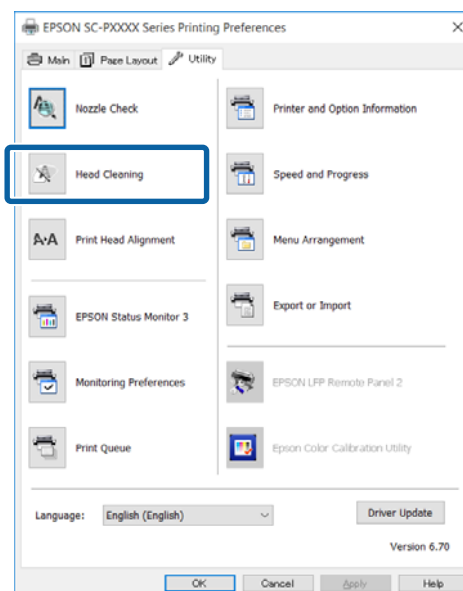 EPSON SC-PXXXX Series Printing Preferences
Main Page Layout Utility
Nozzle Check
Printer and Option Information
Head Cleaning
Speed and Progress
A·A Print Head Alignment
Menu Arrangement
EPSON Status Monitor 3
Export or Import
Monitoring Preferences
EPSON LFP Remote Panel 2
Print Queue
Epson Color Calibration Utility
Language: English (English)
Driver Update
Version 6.70
OK Cancel Apply Help